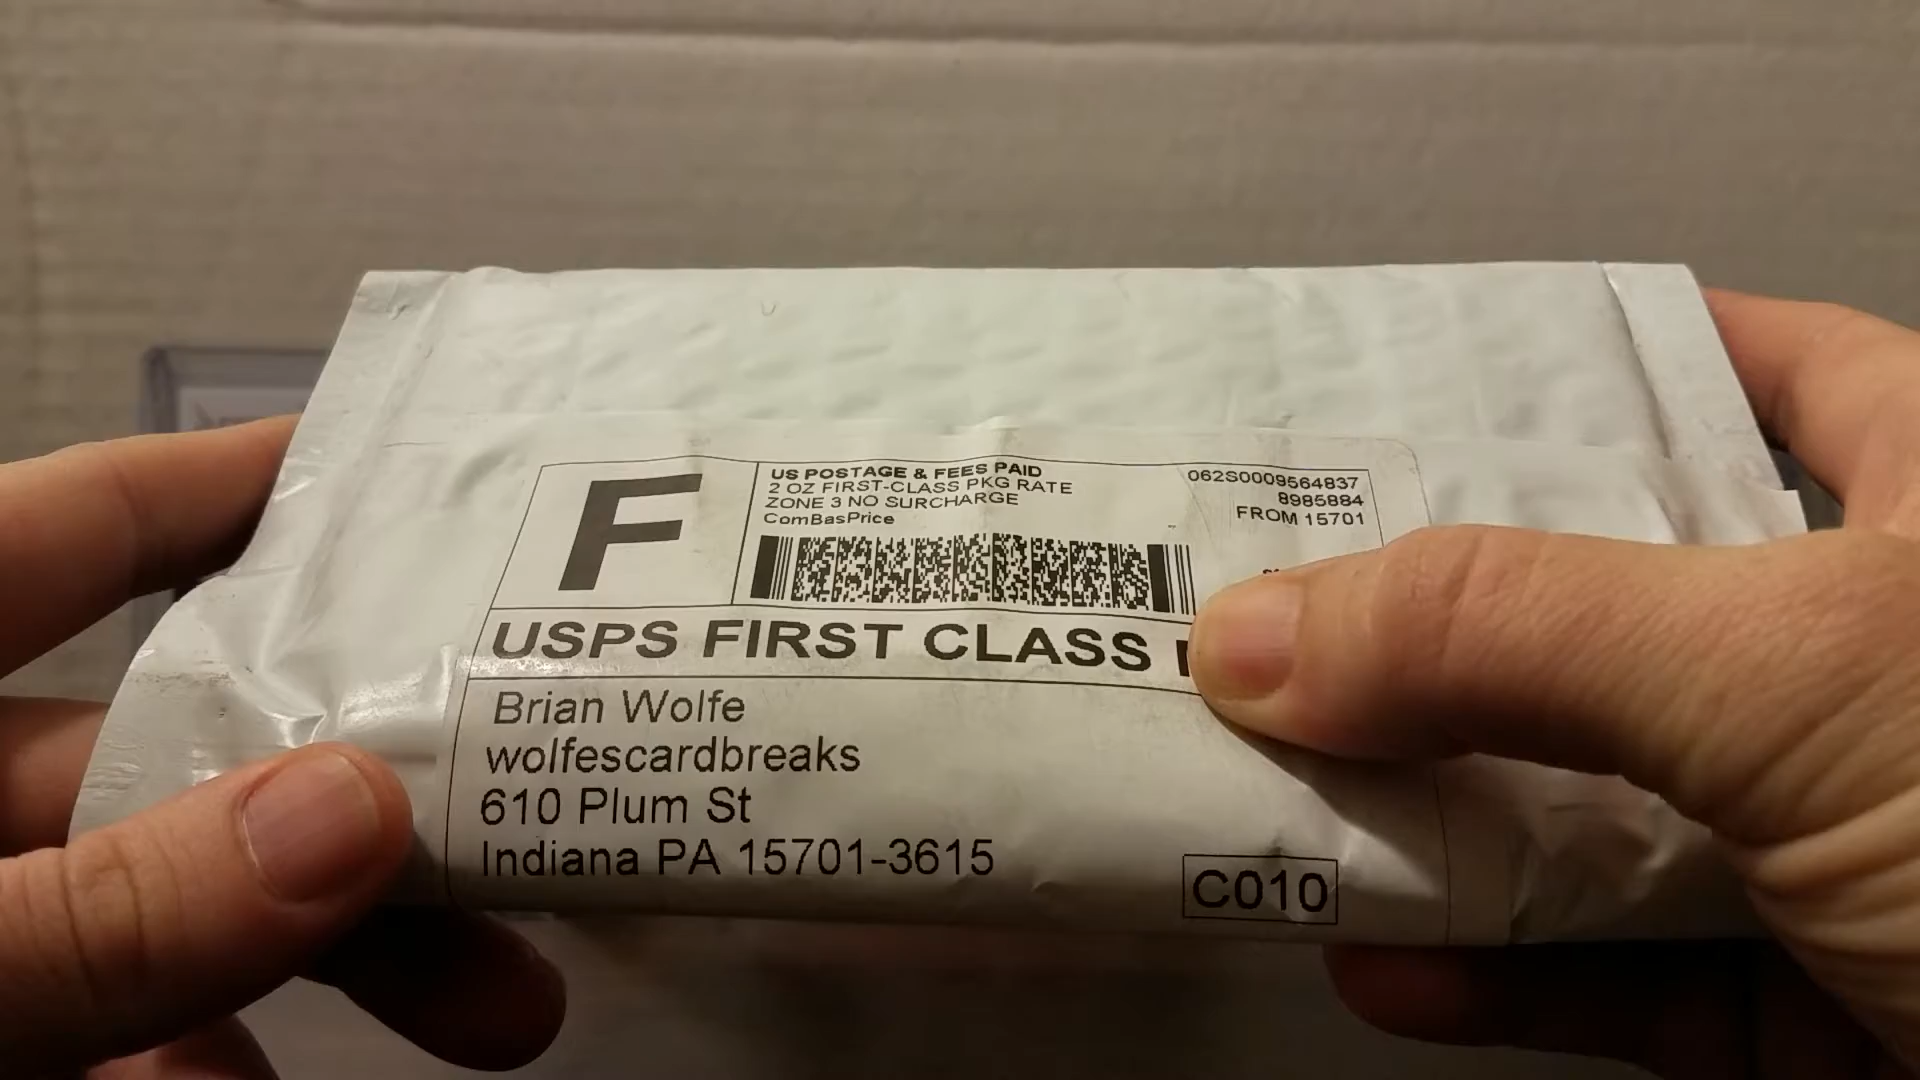 F
US POSTAGE & FEES PAID
2 OZ FIRST-CLASS PKG RATE
ZONE 3 NO SURCHARGE
ComBasPrice
062S0009564837
8985884
FROM 15701
USPS FIRST CLASS
Brian Wolfe
wolfescardbreaks
610 Plum St
Indiana PA 15701-3615
C010